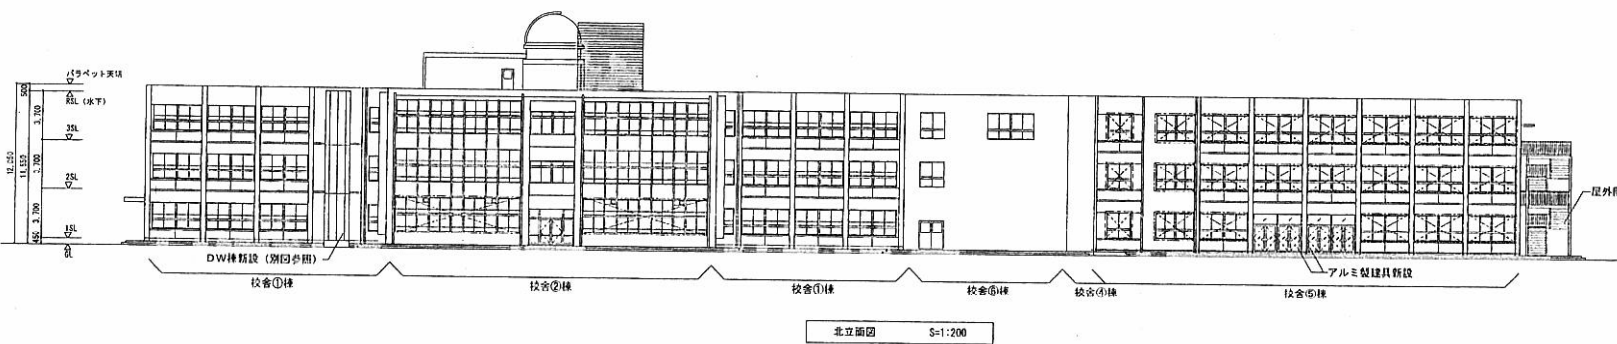 パラペット天端
RSL (水下)
3SL
2SL
1SL
GL
500
3,700
3,700
3,700
450
11,550
12,050
DW棟新設 (別図参照)
アルミ製建具新設
屋外階
校舎①棟
校舎②棟
校舎①棟
校舎⑥棟
校舎④棟
校舎⑤棟
北立面図 S=1:200